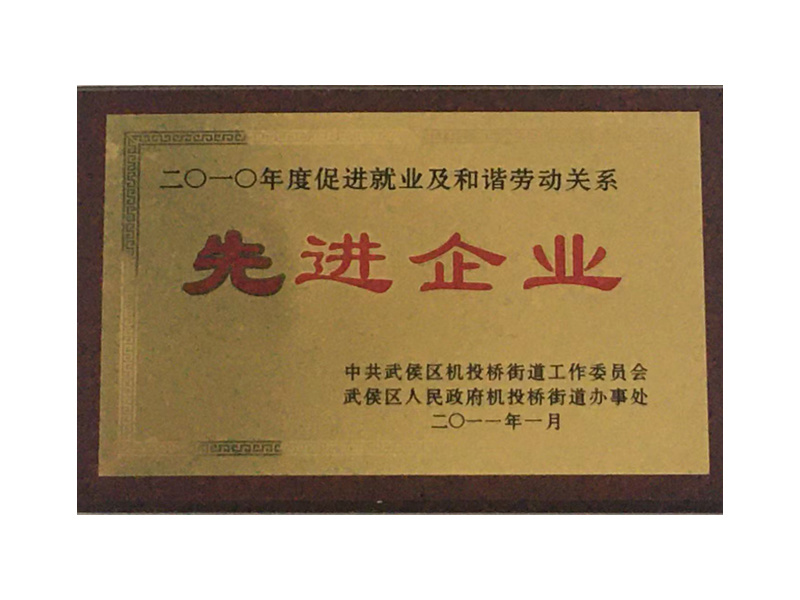 二〇一〇年度促进就业及和谐劳动关系
先进企业
中共武侯区机投桥街道工作委员会
武侯区人民政府机投桥街道办事处
二〇一一年一月